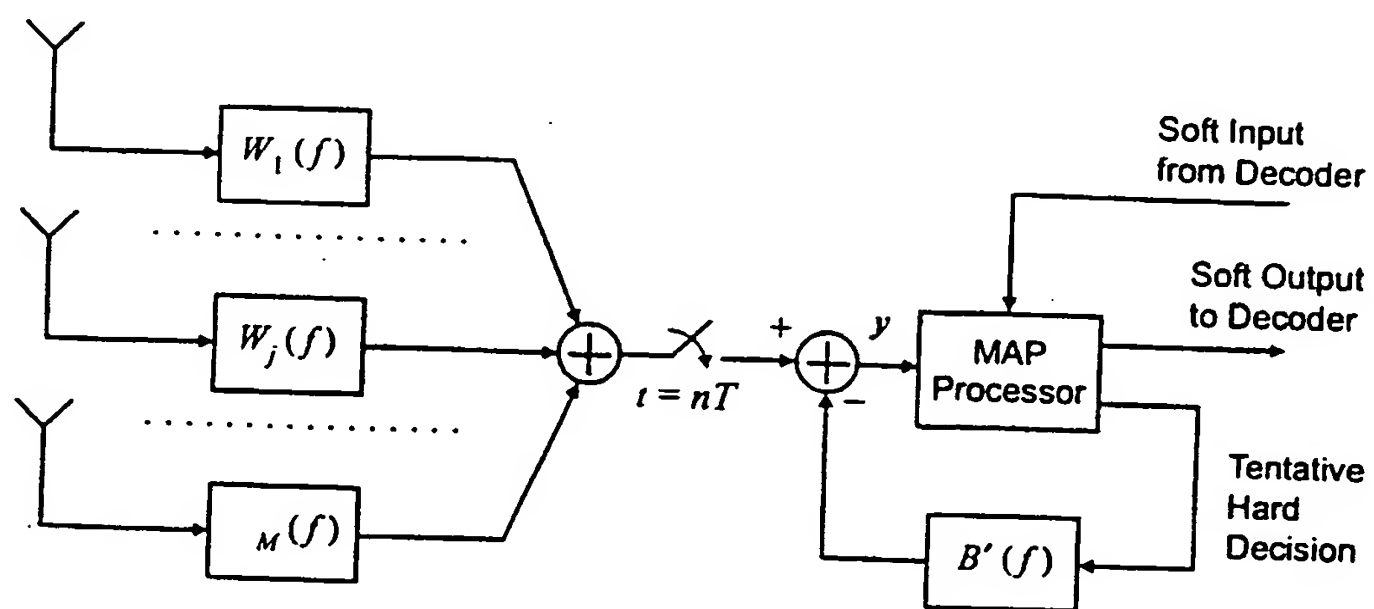 W₁(f)
Soft Input
from Decoder
................
Soft Output
to Decoder
Wⱼ(f)
+
y
MAP
Processor
t = nT
−
................
Tentative
Hard
Decision
M(f)
B′(f)